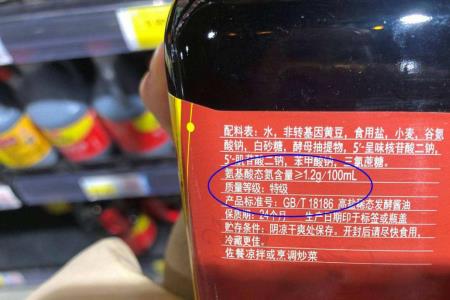 配料表：水，非转基因黄豆，食用盐，小麦，谷氨
酸钠，白砂糖，酵母抽提物，5'-呈味核苷酸二钠，
5'-肌苷酸二钠，苯甲酸钠，三氯蔗糖。
氨基酸态氮含量≥1.2g/100mL
质量等级：特级
产品标准号：GB/T 18186 高盐稀态发酵酱油
保质期：24个月 生产日期印于标签或瓶盖
贮存条件：阴凉干爽处保存。开封后请尽快食用，
冷藏更佳。
佐餐凉拌或烹调炒菜